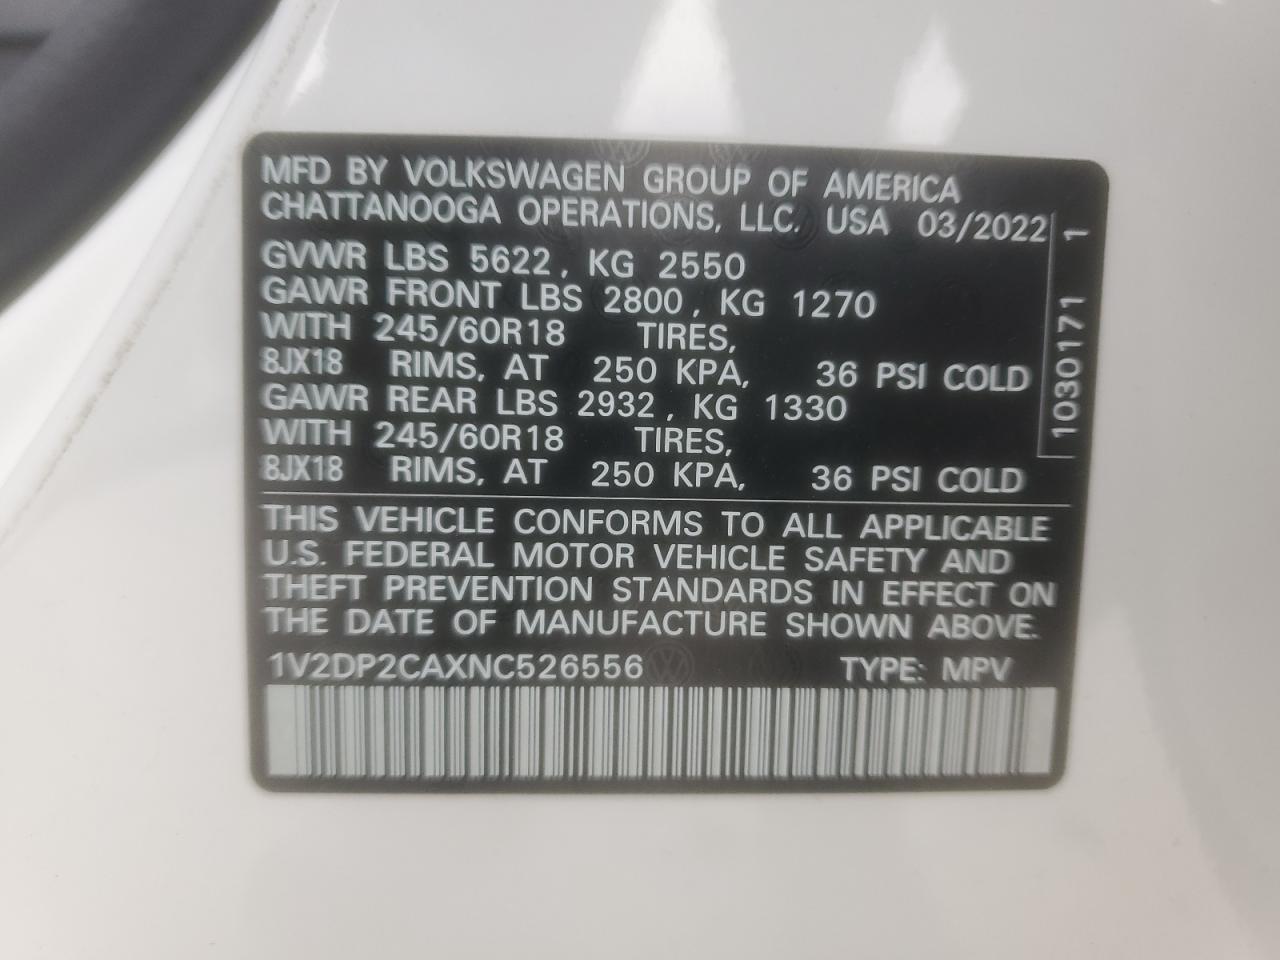 MFD BY VOLKSWAGEN GROUP OF AMERICA
CHATTANOOGA OPERATIONS, LLC. USA 03/2022
GVWR LBS 5622, KG 2550
GAWR FRONT LBS 2800, KG 1270
WITH 245/60R18 TIRES,
8JX18 RIMS, AT 250 KPA, 36 PSI COLD
GAWR REAR LBS 2932, KG 1330
WITH 245/60R18 TIRES,
8JX18 RIMS, AT 250 KPA, 36 PSI COLD
1030171 1
THIS VEHICLE CONFORMS TO ALL APPLICABLE
U.S. FEDERAL MOTOR VEHICLE SAFETY AND
THEFT PREVENTION STANDARDS IN EFFECT ON
THE DATE OF MANUFACTURE SHOWN ABOVE.
1V2DP2CAXNC526556 TYPE: MPV